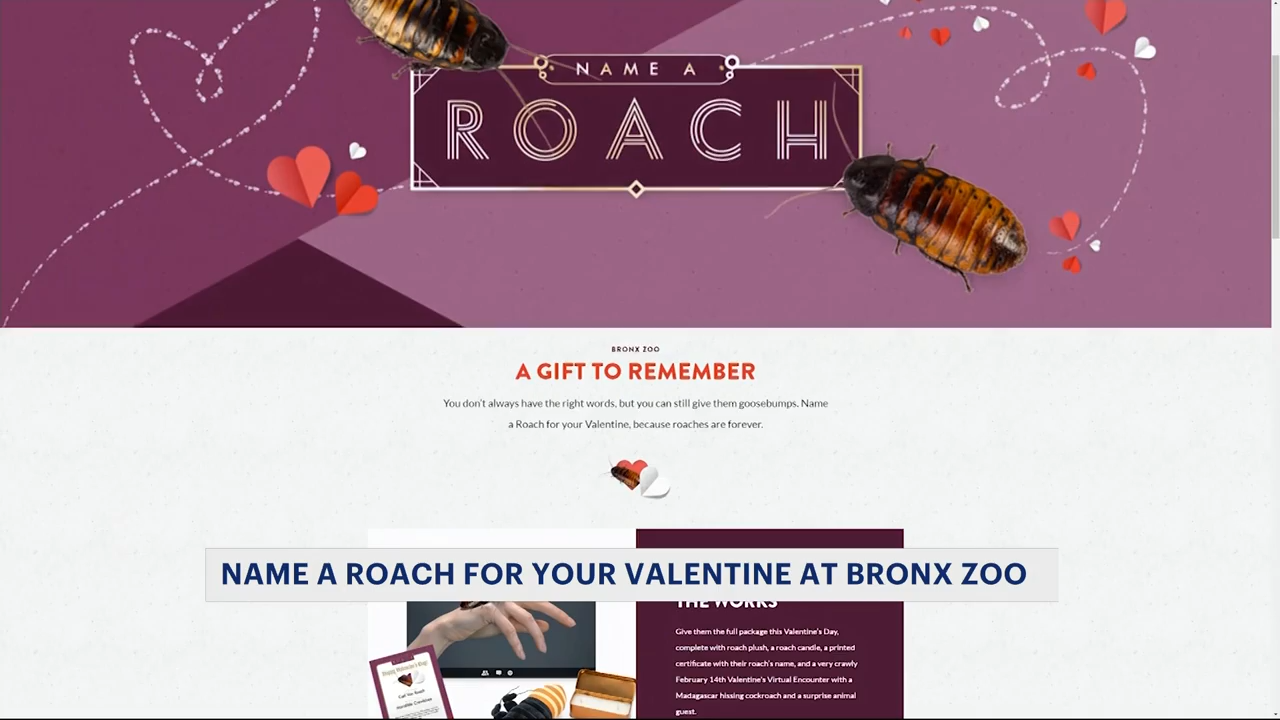 NAME A
ROACH
BRONX ZOO
A GIFT TO REMEMBER
You don't always have the right words, but you can still give them goosebumps. Name
a Roach for your Valentine, because roaches are forever.
NAME A ROACH FOR YOUR VALENTINE AT BRONX ZOO
THE WORKS
Give them the full package this Valentine's Day,
complete with roach plush, a roach candle, a printed
certificate with their roach's name, and a very crawly
February 14th Valentine's Virtual Encounter with a
Madagascar hissing cockroach and a surprise animal
guest.